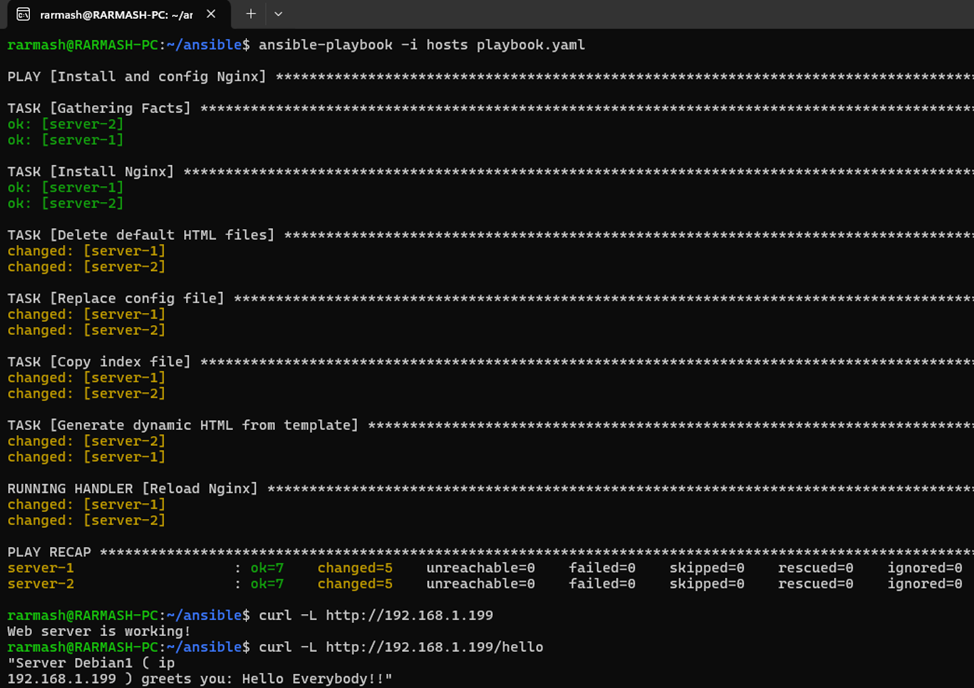 rarmash@RARMASH-PC: ~/ar
rarmash@RARMASH-PC:~/ansible$ ansible-playbook -i hosts playbook.yaml
PLAY [Install and config Nginx] ***********************************************************************************
TASK [Gathering Facts] ********************************************************************************************
ok: [server-2]
ok: [server-1]
TASK [Install Nginx] **********************************************************************************************
ok: [server-1]
ok: [server-2]
TASK [Delete default HTML files] **********************************************************************************
changed: [server-1]
changed: [server-2]
TASK [Replace config file] ****************************************************************************************
changed: [server-1]
changed: [server-2]
TASK [Copy index file] ********************************************************************************************
changed: [server-1]
changed: [server-2]
TASK [Generate dynamic HTML from template] ************************************************************************
changed: [server-2]
changed: [server-1]
RUNNING HANDLER [Reload Nginx] ************************************************************************************
changed: [server-1]
changed: [server-2]
PLAY RECAP ********************************************************************************************************
server-1 : ok=7 changed=5 unreachable=0 failed=0 skipped=0 rescued=0 ignored=0
server-2 : ok=7 changed=5 unreachable=0 failed=0 skipped=0 rescued=0 ignored=0
rarmash@RARMASH-PC:~/ansible$ curl -L http://192.168.1.199
Web server is working!
rarmash@RARMASH-PC:~/ansible$ curl -L http://192.168.1.199/hello
"Server Debian1 ( ip
192.168.1.199 ) greets you: Hello Everybody!!"